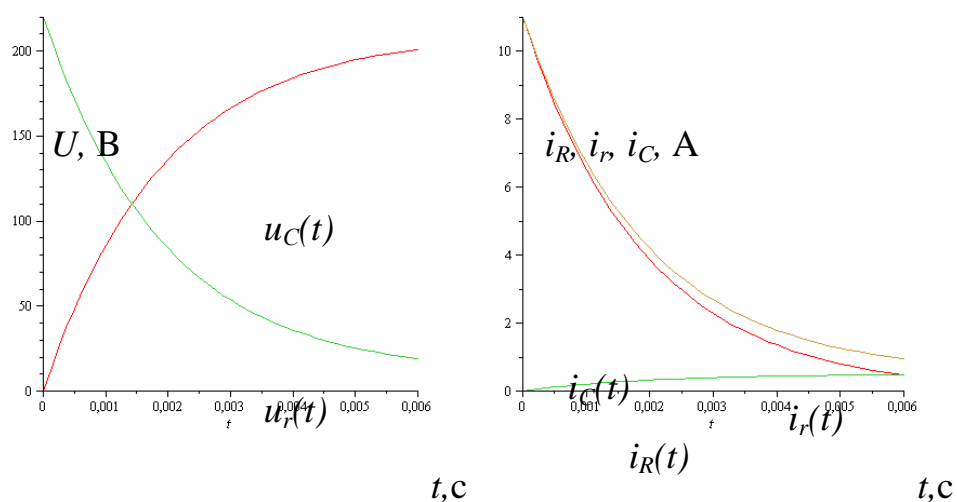 200
150
100
50
0
U, В
u_C(t)
0 0,001 0,002 0,003 0,004 0,005 0,006
t
u_r(t)
t,с
10
8
6
4
2
0
i_R, i_r, i_C, А
i_C(t)
0 0,001 0,002 0,003 0,004 0,005 0,006
t
i_r(t)
i_R(t)
t,с